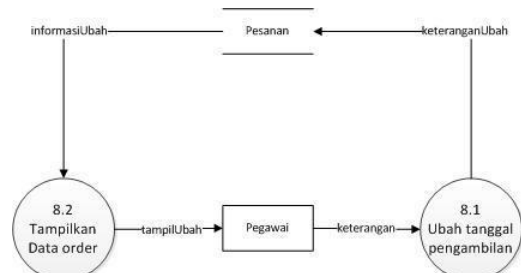 informasiUbah
Pesanan
keteranganUbah
8.2
Tampilkan
Data order
tampilUbah
Pegawai
keterangan
8.1
Ubah tanggal
pengambilan